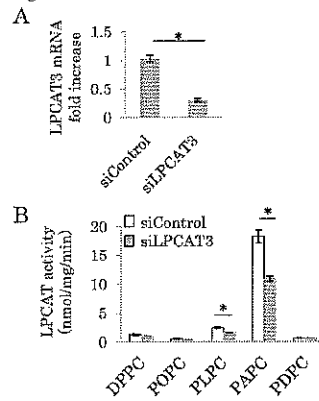 A
LPCAT3 mRNA
fold increase
1.5
1
0.5
0
*
siControl
siLPCAT3
B
LPCAT activity
(nmol/mg/min)
20
15
10
5
0
siControl
siLPCAT3
*
*
DPPC
POPC
PLPC
PAPC
PDPC